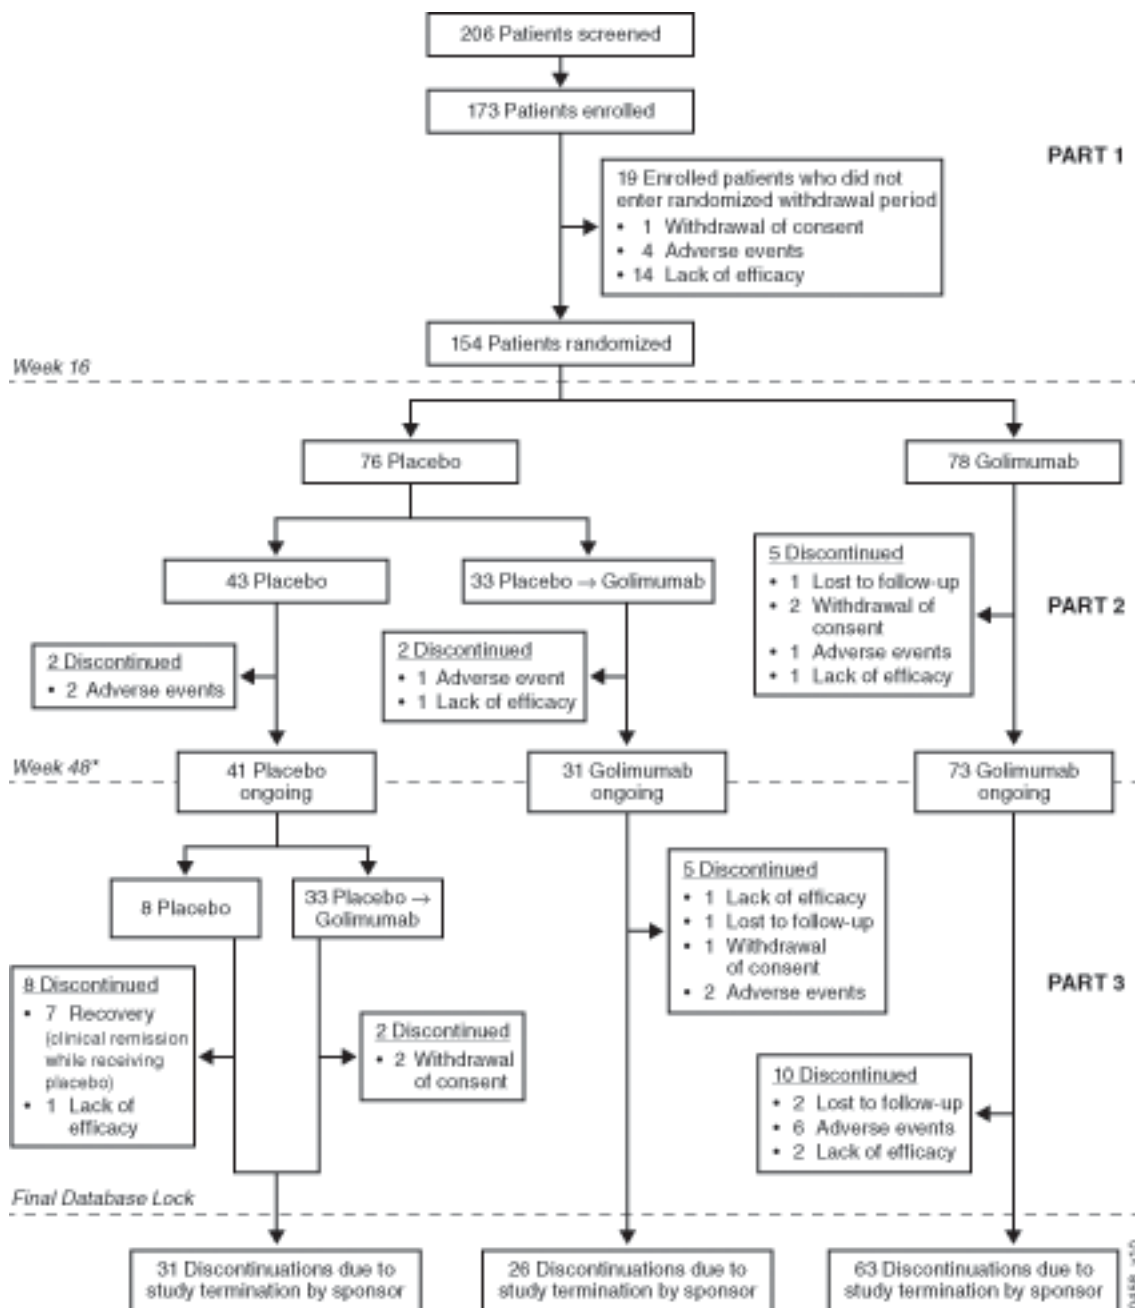 206 Patients screened
173 Patients enrolled
PART 1
19 Enrolled patients who did not
enter randomized withdrawal period
• 1 Withdrawal of consent
• 4 Adverse events
• 14 Lack of efficacy
154 Patients randomized
Week 16
76 Placebo
78 Golimumab
43 Placebo
33 Placebo → Golimumab
5 Discontinued
• 1 Lost to follow-up
• 2 Withdrawal of
consent
• 1 Adverse events
• 1 Lack of efficacy
PART 2
2 Discontinued
• 2 Adverse events
2 Discontinued
• 1 Adverse event
• 1 Lack of efficacy
Week 48*
41 Placebo
ongoing
31 Golimumab
ongoing
73 Golimumab
ongoing
8 Placebo
33 Placebo →
Golimumab
5 Discontinued
• 1 Lack of efficacy
• 1 Lost to follow-up
• 1 Withdrawal
of consent
• 2 Adverse events
PART 3
8 Discontinued
• 7 Recovery
(clinical remission
while receiving
placebo)
• 1 Lack of
efficacy
2 Discontinued
• 2 Withdrawal
of consent
10 Discontinued
• 2 Lost to follow-up
• 6 Adverse events
• 2 Lack of efficacy
Final Database Lock
31 Discontinuations due to
study termination by sponsor
26 Discontinuations due to
study termination by sponsor
63 Discontinuations due to
study termination by sponsor